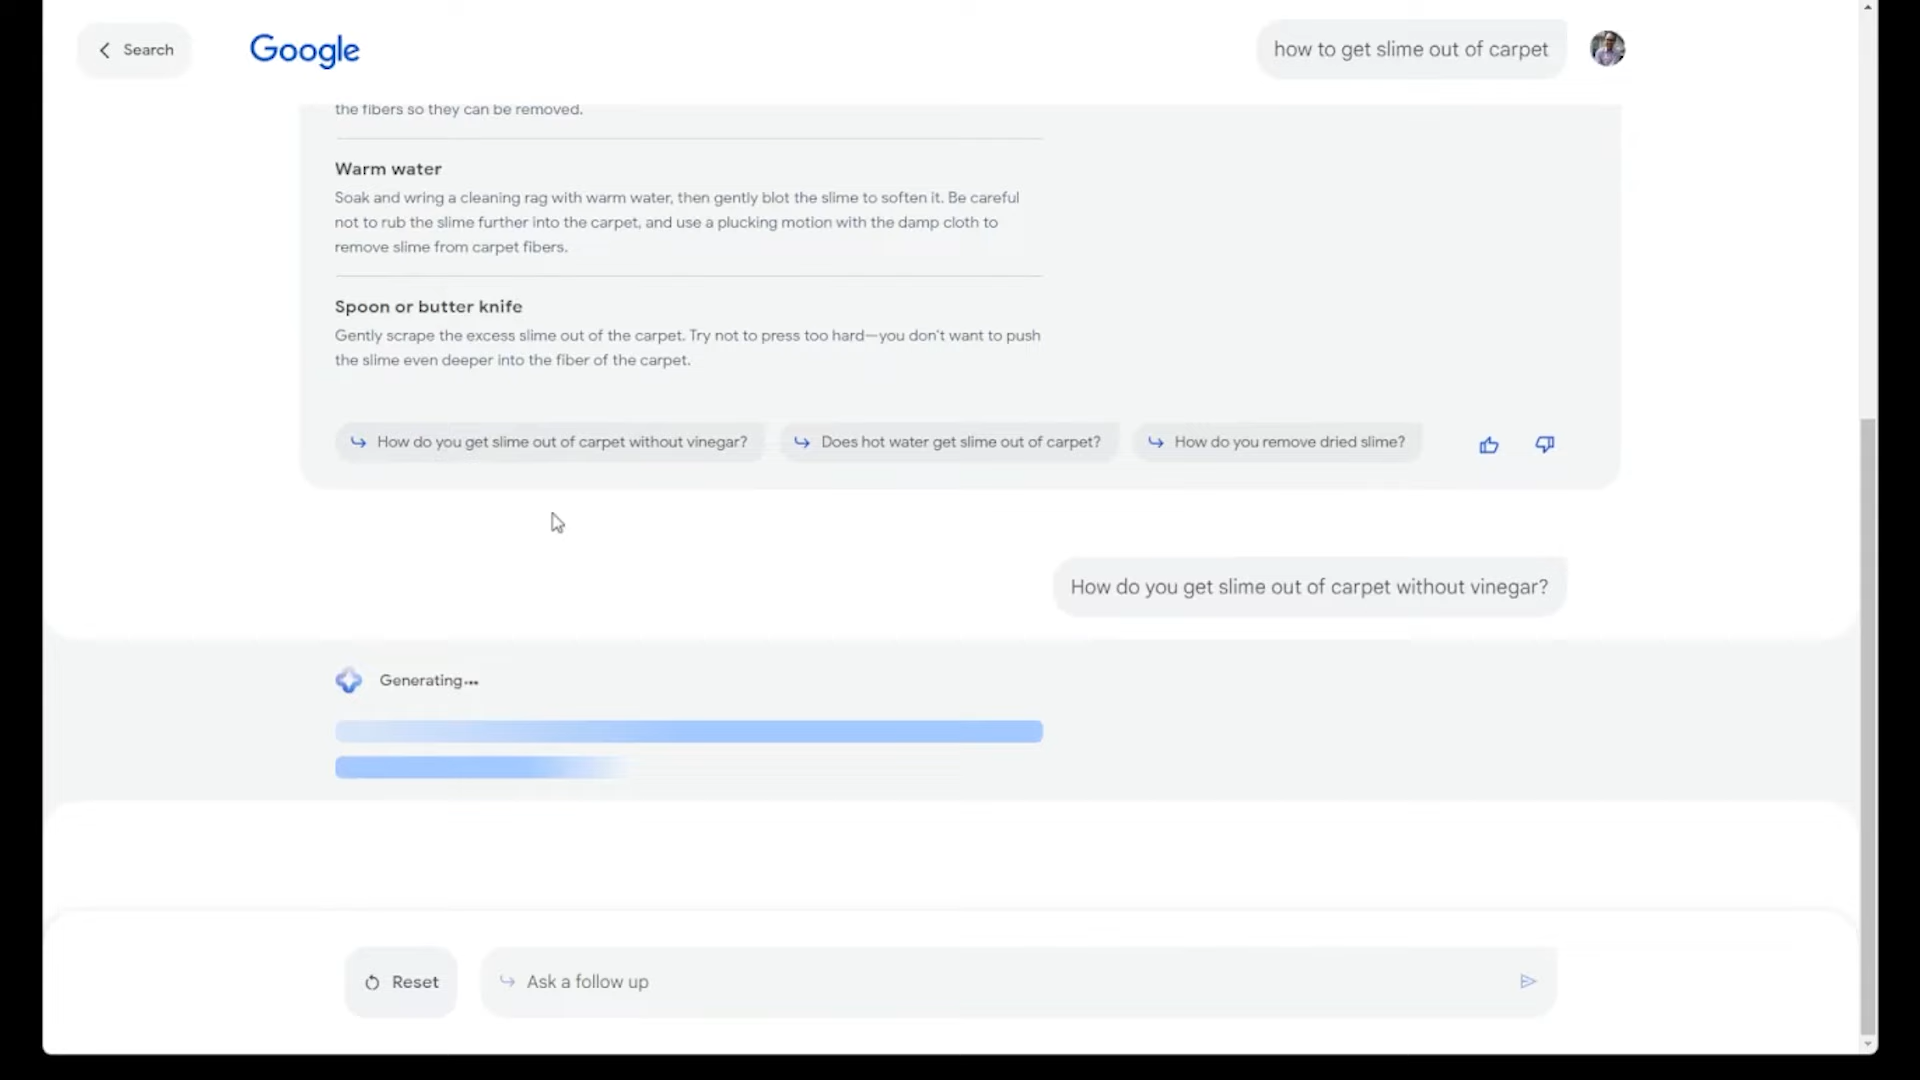 Search
Google
how to get slime out of carpet
the fibers so they can be removed.
Warm water
Soak and wring a cleaning rag with warm water, then gently blot the slime to soften it. Be careful
not to rub the slime further into the carpet, and use a plucking motion with the damp cloth to
remove slime from carpet fibers.
Spoon or butter knife
Gently scrape the excess slime out of the carpet. Try not to press too hard—you don't want to push
the slime even deeper into the fiber of the carpet.
How do you get slime out of carpet without vinegar?
Does hot water get slime out of carpet?
How do you remove dried slime?
How do you get slime out of carpet without vinegar?
Generating...
Reset
Ask a follow up